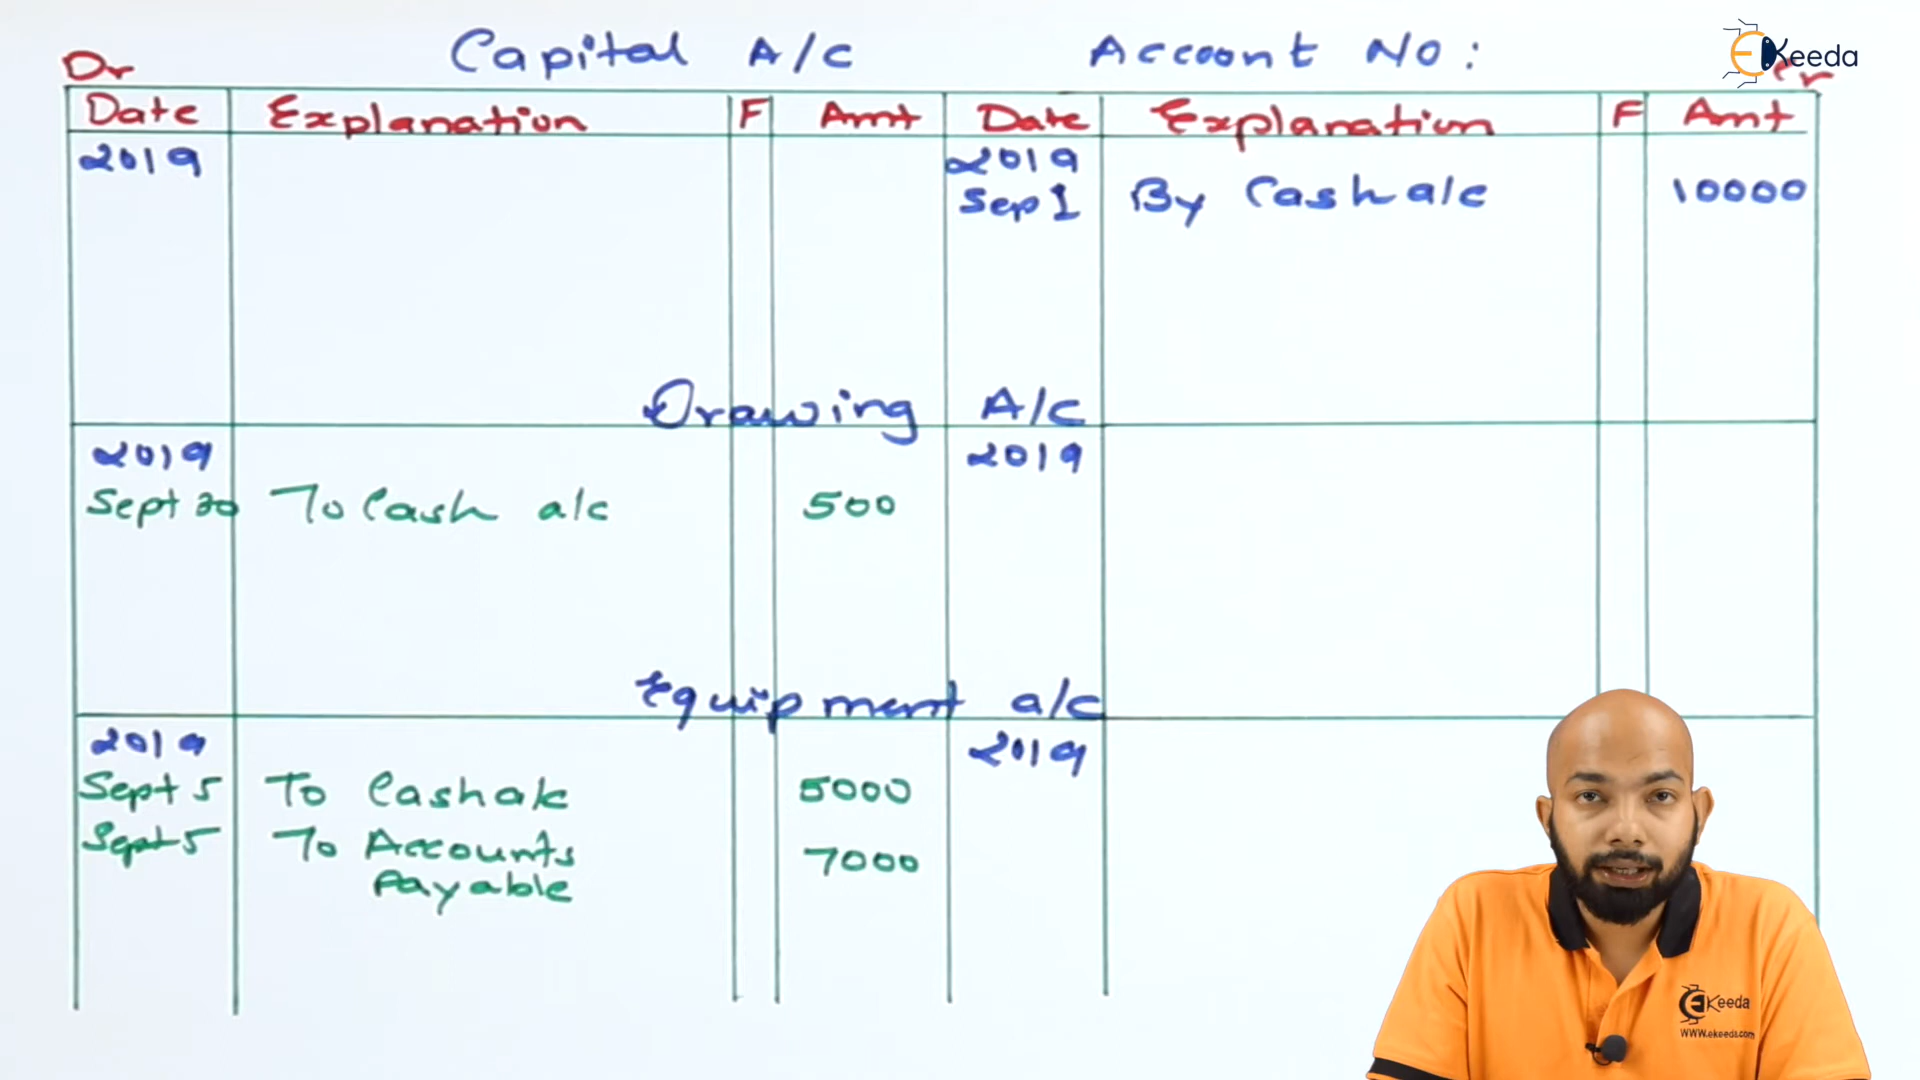 Capital A/C Account No:
EKeeda
Dr Cr
Date Explanation F Amt Date Explanation F Amt
2019 2019
Sep 1 By Cash a/c 10000
Drawing A/C
2019 2019
Sept 20 To Cash a/c 500
Equipment a/c
2019 2019
Sept 5 To Cash a/c 5000
Sept 5 To Accounts 7000
Payable
EKeeda
www.ekeeda.com